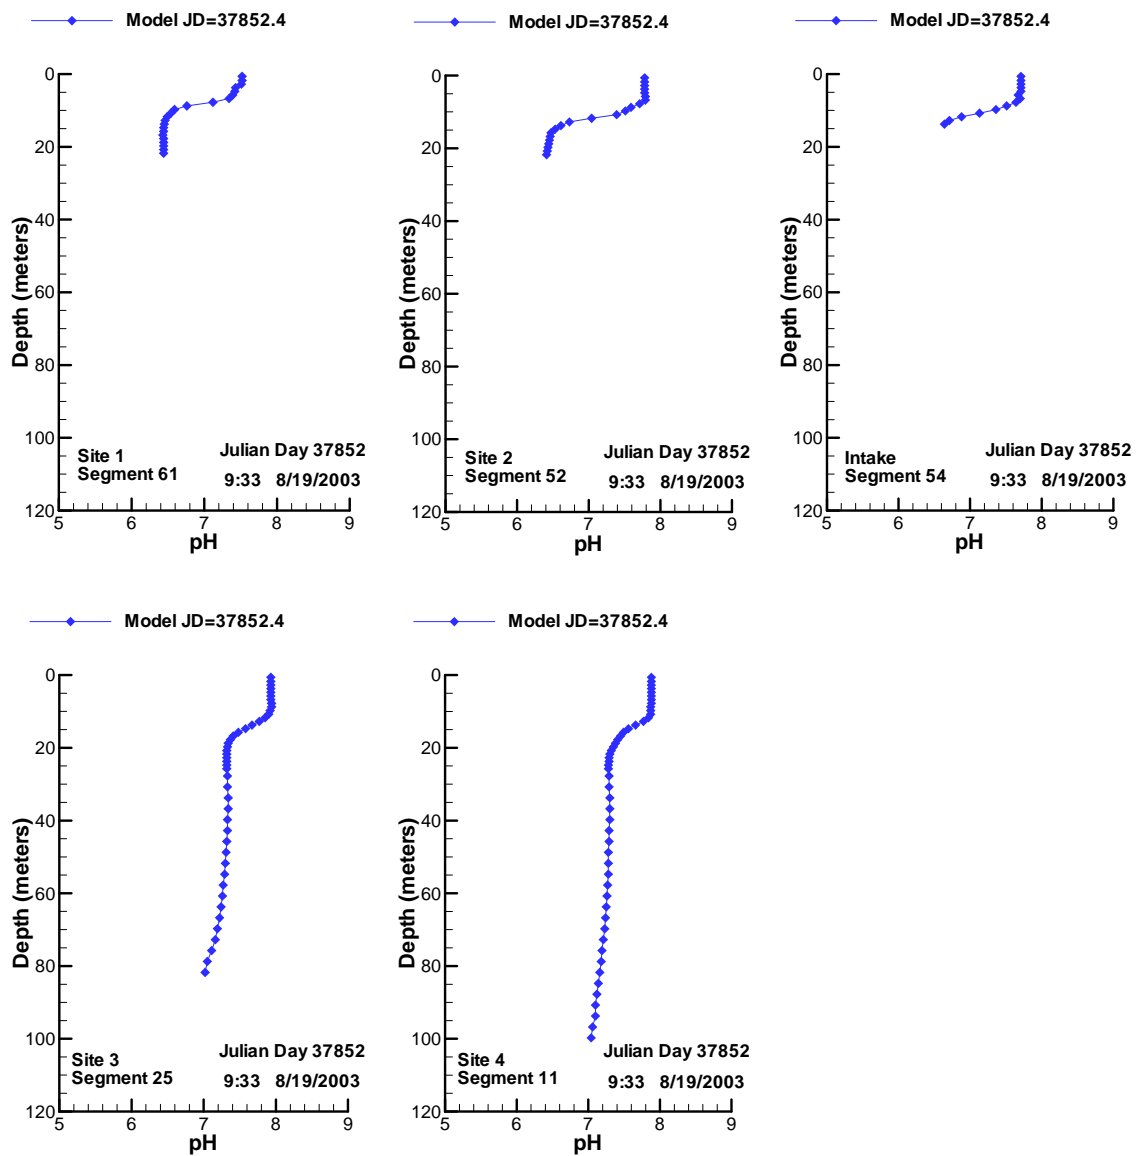 Model JD=37852.4
0
20
40
60
80
100
120
Depth (meters)
Site 1
Segment 61
Julian Day 37852
9:33 8/19/2003
5 6 7 8 9
pH
Model JD=37852.4
0
20
40
60
80
100
120
Depth (meters)
Site 2
Segment 52
Julian Day 37852
9:33 8/19/2003
5 6 7 8 9
pH
Model JD=37852.4
0
20
40
60
80
100
120
Depth (meters)
Intake
Segment 54
Julian Day 37852
9:33 8/19/2003
5 6 7 8 9
pH
Model JD=37852.4
0
20
40
60
80
100
120
Depth (meters)
Site 3
Segment 25
Julian Day 37852
9:33 8/19/2003
5 6 7 8 9
pH
Model JD=37852.4
0
20
40
60
80
100
120
Depth (meters)
Site 4
Segment 11
Julian Day 37852
9:33 8/19/2003
5 6 7 8 9
pH